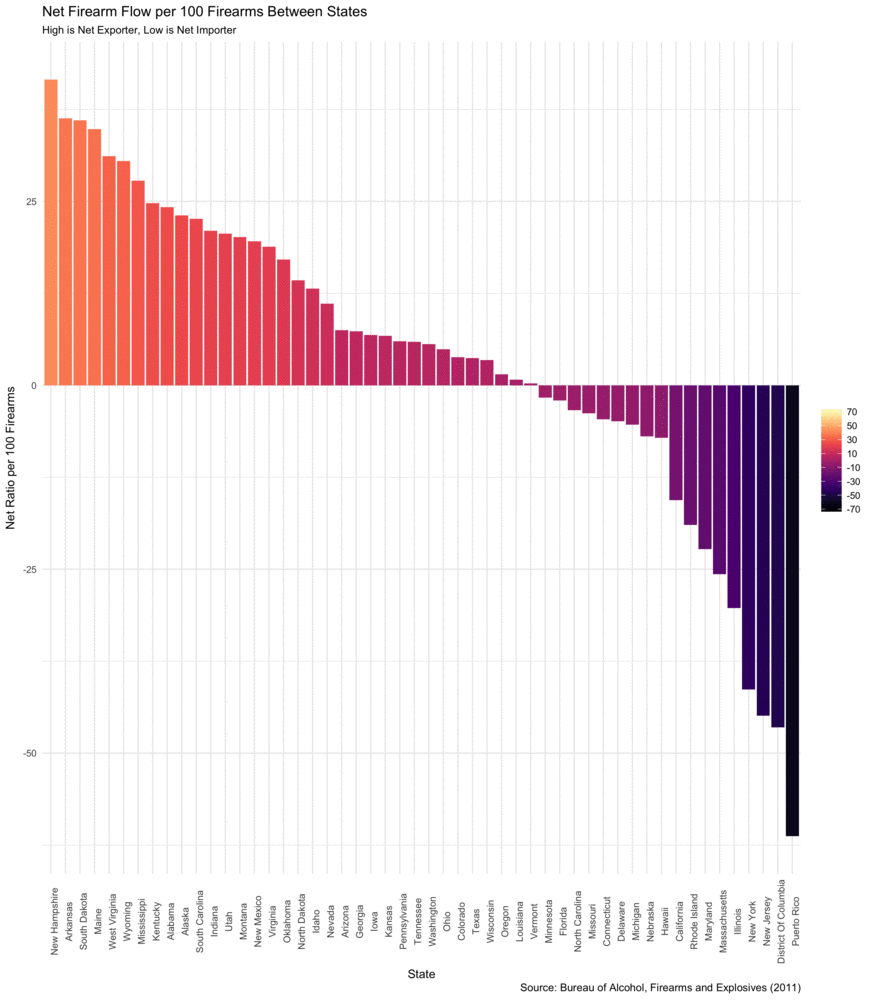 Net Firearm Flow per 100 Firearms Between States
High is Net Exporter, Low is Net Importer
Net Ratio per 100 Firearms
25
0
-25
-50
70
50
30
10
-10
-30
-50
-70
New Hampshire
Arkansas
South Dakota
Maine
West Virginia
Wyoming
Mississippi
Kentucky
Alabama
Alaska
South Carolina
Indiana
Utah
Montana
New Mexico
Virginia
Oklahoma
North Dakota
Idaho
Nevada
Arizona
Georgia
Iowa
Kansas
Pennsylvania
Tennessee
Washington
Ohio
Colorado
Texas
Wisconsin
Oregon
Louisiana
Vermont
Minnesota
Florida
North Carolina
Missouri
Connecticut
Delaware
Michigan
Nebraska
Hawaii
California
Rhode Island
Maryland
Massachusetts
Illinois
New York
New Jersey
District Of Columbia
Puerto Rico
State
Source: Bureau of Alcohol, Firearms and Explosives (2011)